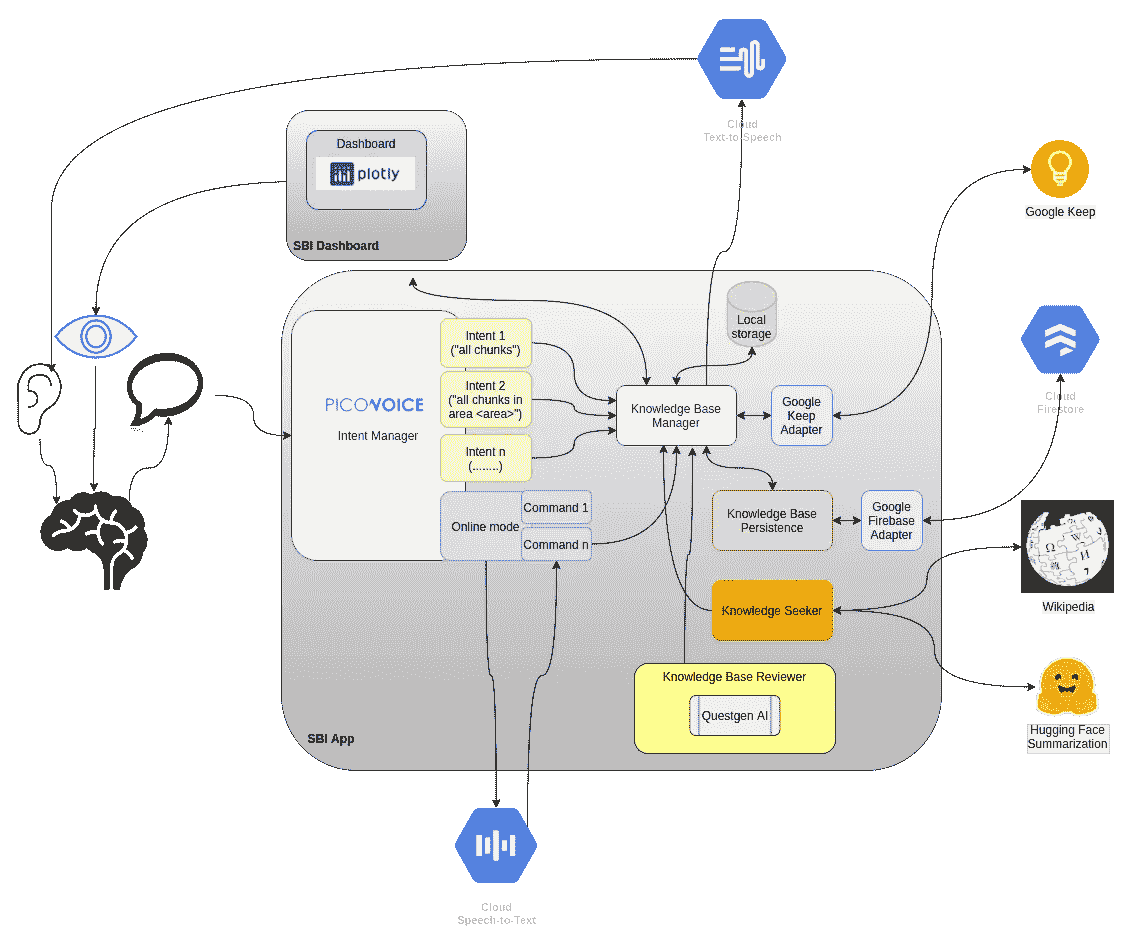 Cloud
Text-to-Speech
Dashboard
plotly
SBI Dashboard
Google Keep
Intent 1
("all chunks")
Local
storage
Intent 2
("all chunks in
area <area>")
PICOVOICE
Intent Manager
Knowledge Base
Manager
Google
Keep
Adapter
Cloud
Firestore
Intent n
(........)
Online mode
Command 1
Command n
Knowledge Base
Persistence
Google
Firebase
Adapter
Wikipedia
Knowledge Seeker
Knowledge Base Reviewer
Questgen AI
Hugging Face
Summarization
SBI App
Cloud
Speech-to-Text